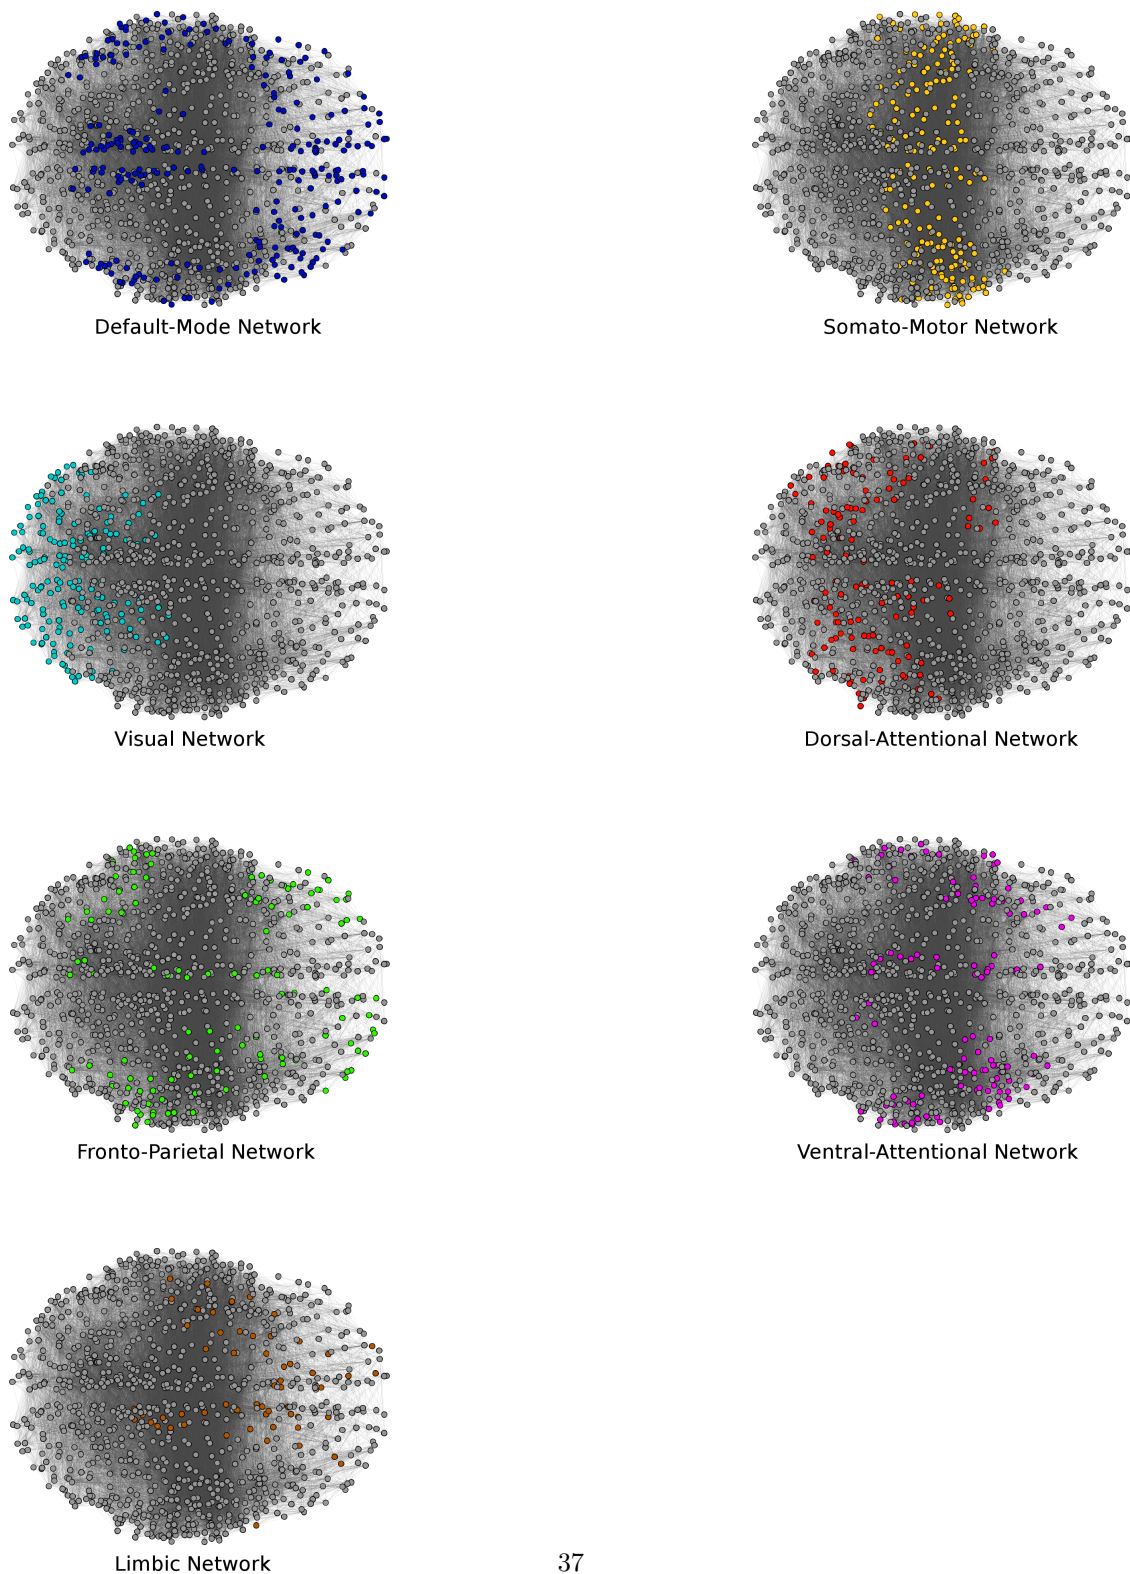 Default-Mode Network
Somato-Motor Network
Visual Network
Dorsal-Attentional Network
Fronto-Parietal Network
Ventral-Attentional Network
Limbic Network
37